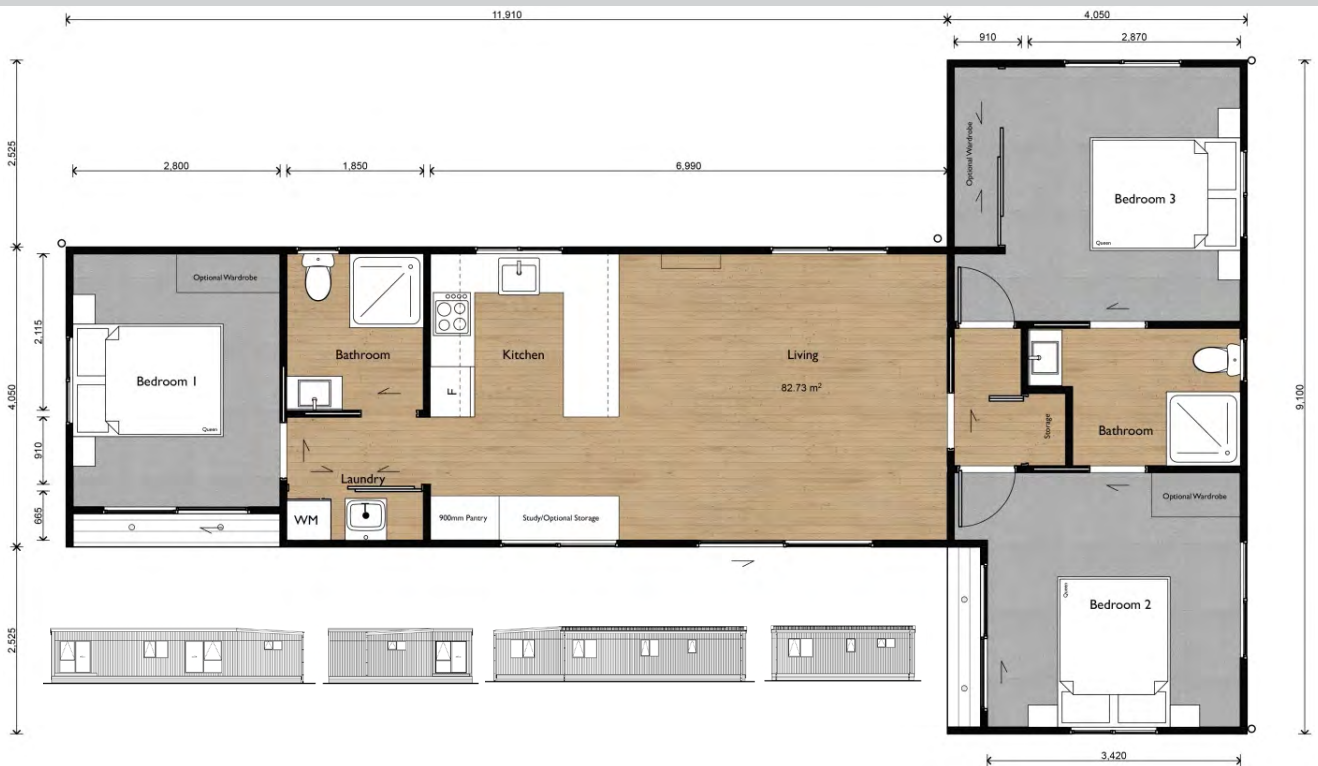 11,910
4,050
910
2,870
2,525
2,800
1,850
6,990
Optional Wardrobe
Bedroom 3
Queen
Optional Wardrobe
2,115
4,050
Bathroom
Kitchen
Living
82.73 m²
Bedroom 1
Queen
F
9,100
Storage
Bathroom
910
Laundry
665
WM
900mm Pantry
Study/Optional Storage
Optional Wardrobe
2,525
Queen
Bedroom 2
3,420